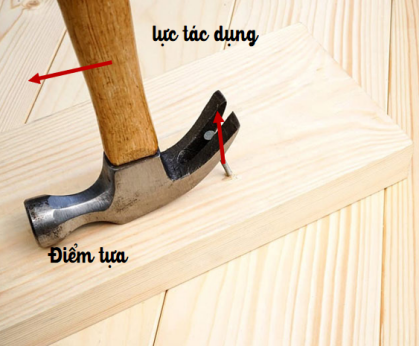 lực tác dụng
Điểm tựa